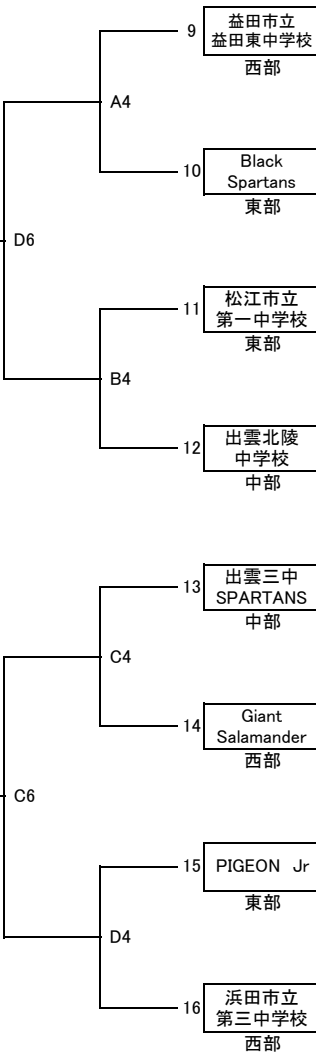 9
益田市立
益田東中学校
西部
A4
10
Black
Spartans
東部
D6
11
松江市立
第一中学校
東部
B4
12
出雲北陵
中学校
中部
13
出雲三中
SPARTANS
中部
C4
14
Giant
Salamander
西部
C6
15
PIGEON Jr
東部
D4
16
浜田市立
第三中学校
西部